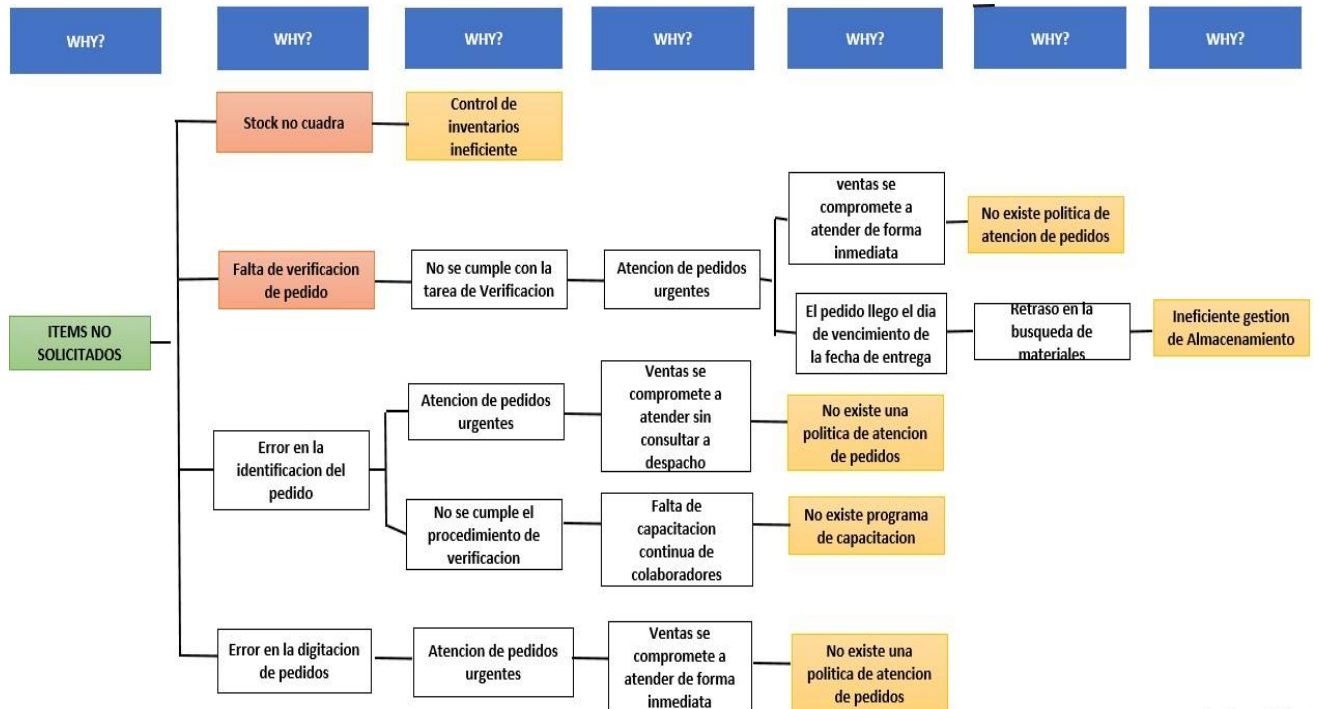 WHY?
WHY?
WHY?
WHY?
WHY?
WHY?
WHY?
ITEMS NO
SOLICITADOS
Stock no cuadra
Control de
inventarios
ineficiente
Falta de verificacion
de pedido
No se cumple con la
tarea de Verificacion
Atencion de pedidos
urgentes
ventas se
compromete a
atender de forma
inmediata
No existe politica de
atencion de pedidos
El pedido llego el dia
de vencimiento de
la fecha de entrega
Retraso en la
busqueda de
materiales
Ineficiente gestion
de Almacenamiento
Error en la
identificacion del
pedido
Atencion de pedidos
urgentes
Ventas se
compromete a
atender sin
consultar a
despacho
No existe una
politica de atencion
de pedidos
No se cumple el
procedimiento de
verificacion
Falta de
capacitacion
continua de
colaboradores
No existe programa
de capacitacion
Error en la digitacion
de pedidos
Atencion de pedidos
urgentes
Ventas se
compromete a
atender de forma
inmediata
No existe una
politica de atencion
de pedidos